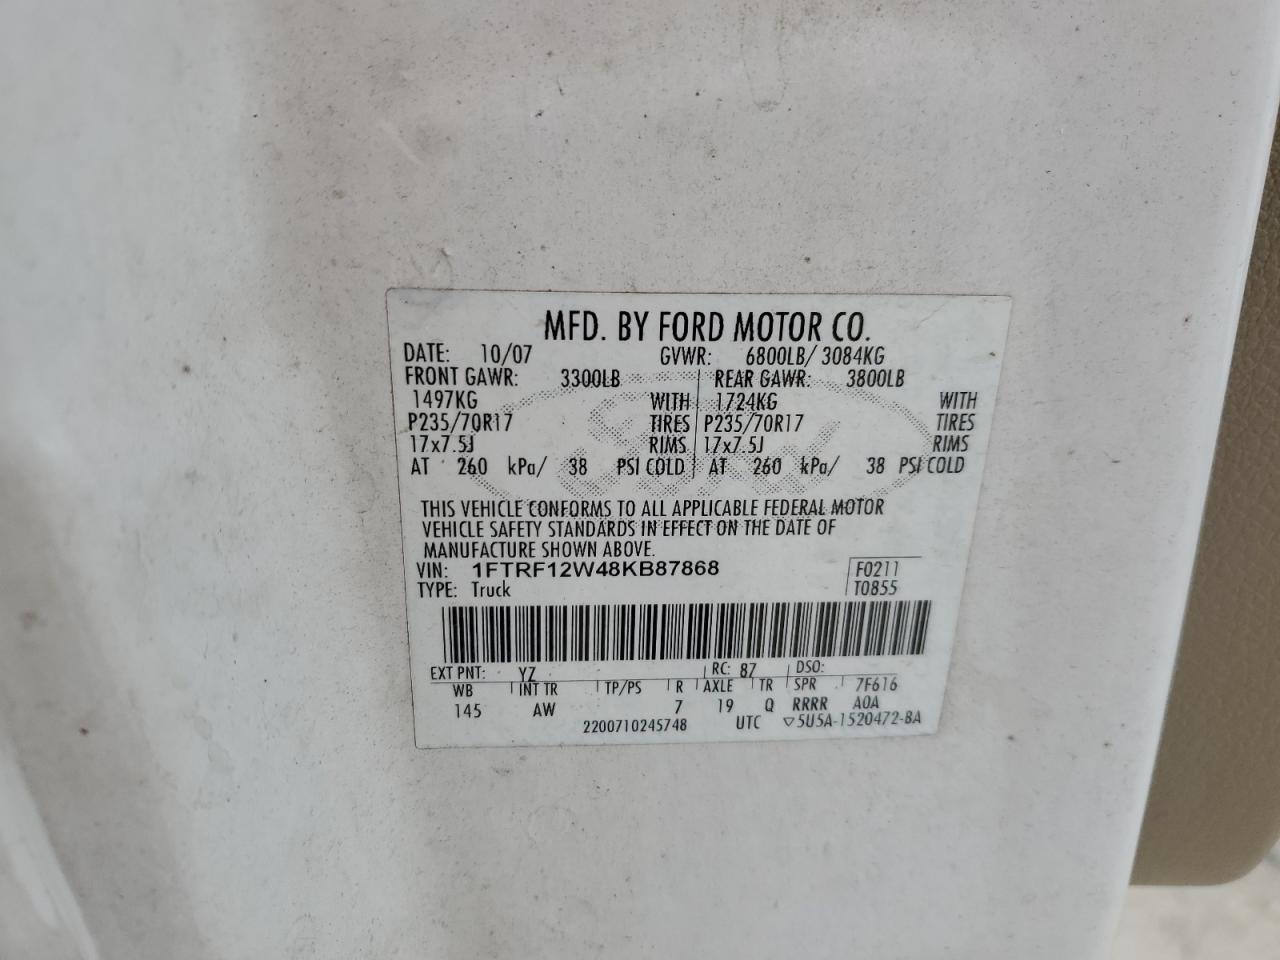 MFD. BY FORD MOTOR CO.
DATE: 10/07 GVWR: 6800LB/ 3084KG
FRONT GAWR: 3300LB REAR GAWR: 3800LB
1497KG WITH 1724KG WITH
P235/70R17 TIRES P235/70R17 TIRES
17x7.5J RIMS 17x7.5J RIMS
AT 260 kPa/ 38 PSI COLD AT 260 kPa/ 38 PSI COLD
THIS VEHICLE CONFORMS TO ALL APPLICABLE FEDERAL MOTOR
VEHICLE SAFETY STANDARDS IN EFFECT ON THE DATE OF
MANUFACTURE SHOWN ABOVE.
VIN: 1FTRF12W48KB87868 F0211
TYPE: Truck T0855
EXT PNT: YZ RC: 87 DSO:
WB INT TR TP/PS R AXLE TR SPR 7F616
145 AW 7 19 Q RRRR A0A
2200710245748 UTC ▽5U5A-1520472-BA